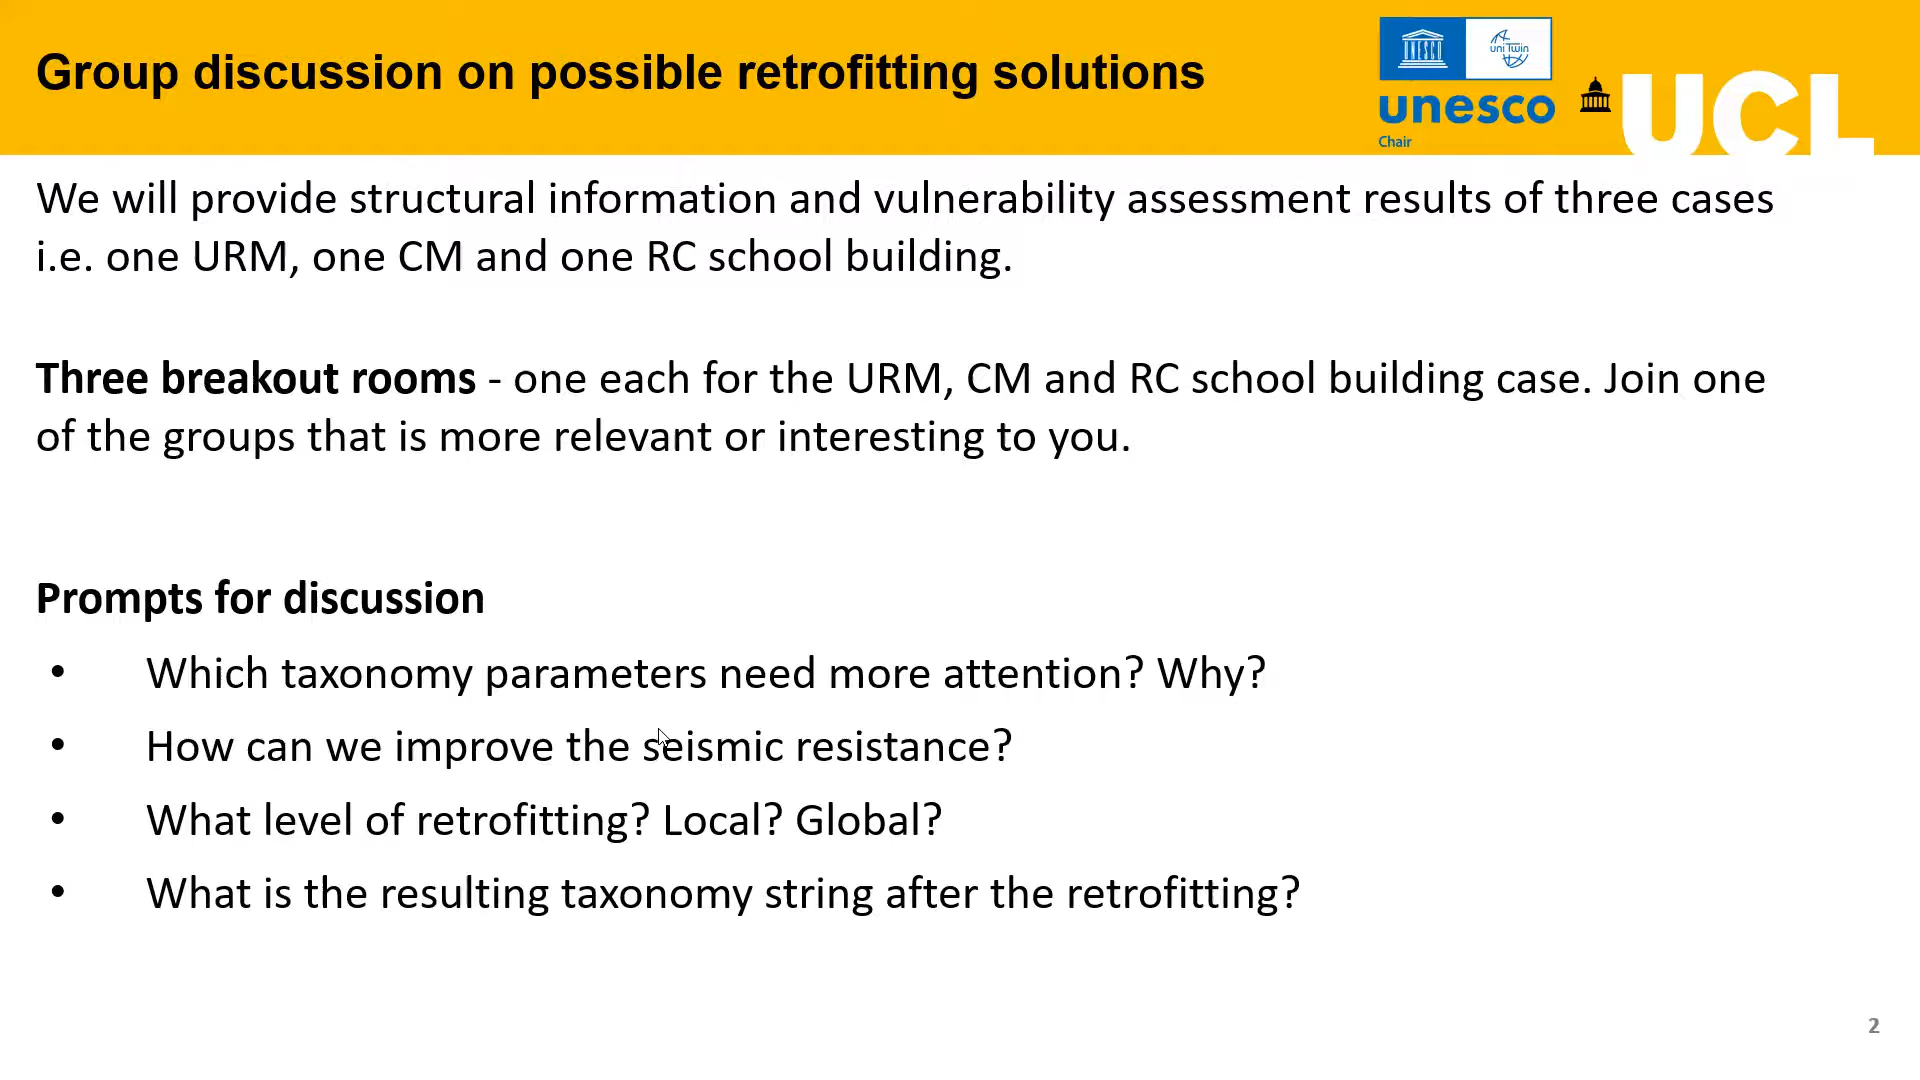 Group discussion on possible retrofitting solutions
UNESCO
uni Twin
unesco
Chair
UCL
We will provide structural information and vulnerability assessment results of three cases
i.e. one URM, one CM and one RC school building.
Three breakout rooms - one each for the URM, CM and RC school building case. Join one
of the groups that is more relevant or interesting to you.
Prompts for discussion
• Which taxonomy parameters need more attention? Why?
• How can we improve the seismic resistance?
• What level of retrofitting? Local? Global?
• What is the resulting taxonomy string after the retrofitting?
2